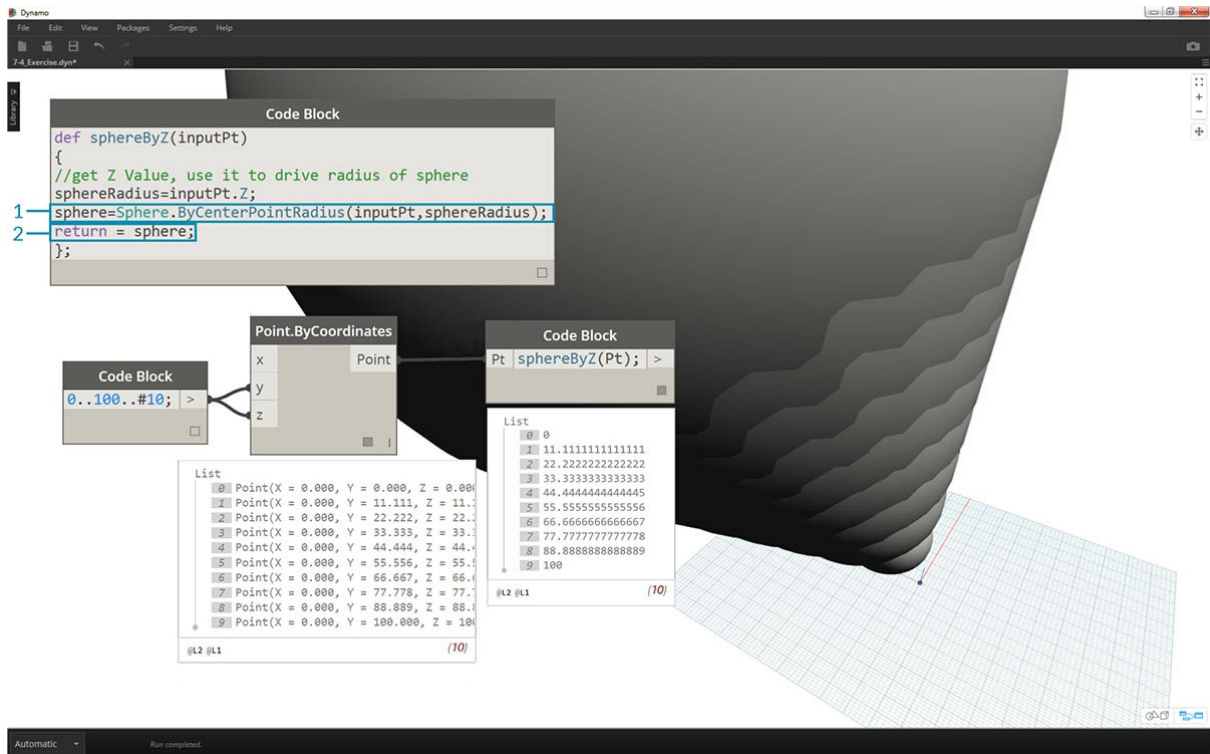 Dynamo
File Edit View Packages Settings Help
7-4_Exercise.dyn*
Library
Code Block
def sphereByZ(inputPt)
{
//get Z Value, use it to drive radius of sphere
sphereRadius=inputPt.Z;
1 sphere=Sphere.ByCenterPointRadius(inputPt,sphereRadius);
2 return = sphere;
};
Code Block
0..100..#10; >
Point.ByCoordinates
x Point
y
z
Code Block
Pt sphereByZ(Pt); >
List
0 Point(X = 0.000, Y = 0.000, Z = 0.000
1 Point(X = 0.000, Y = 11.111, Z = 11.
2 Point(X = 0.000, Y = 22.222, Z = 22.
3 Point(X = 0.000, Y = 33.333, Z = 33.
4 Point(X = 0.000, Y = 44.444, Z = 44.
5 Point(X = 0.000, Y = 55.556, Z = 55.
6 Point(X = 0.000, Y = 66.667, Z = 66.
7 Point(X = 0.000, Y = 77.778, Z = 77.
8 Point(X = 0.000, Y = 88.889, Z = 88.
9 Point(X = 0.000, Y = 100.000, Z = 100
@L2 @L1 {10}
List
0 0
1 11.1111111111111
2 22.2222222222222
3 33.3333333333333
4 44.4444444444445
5 55.5555555555556
6 66.6666666666667
7 77.7777777777778
8 88.8888888888889
9 100
@L2 @L1 {10}
Automatic Run completed.